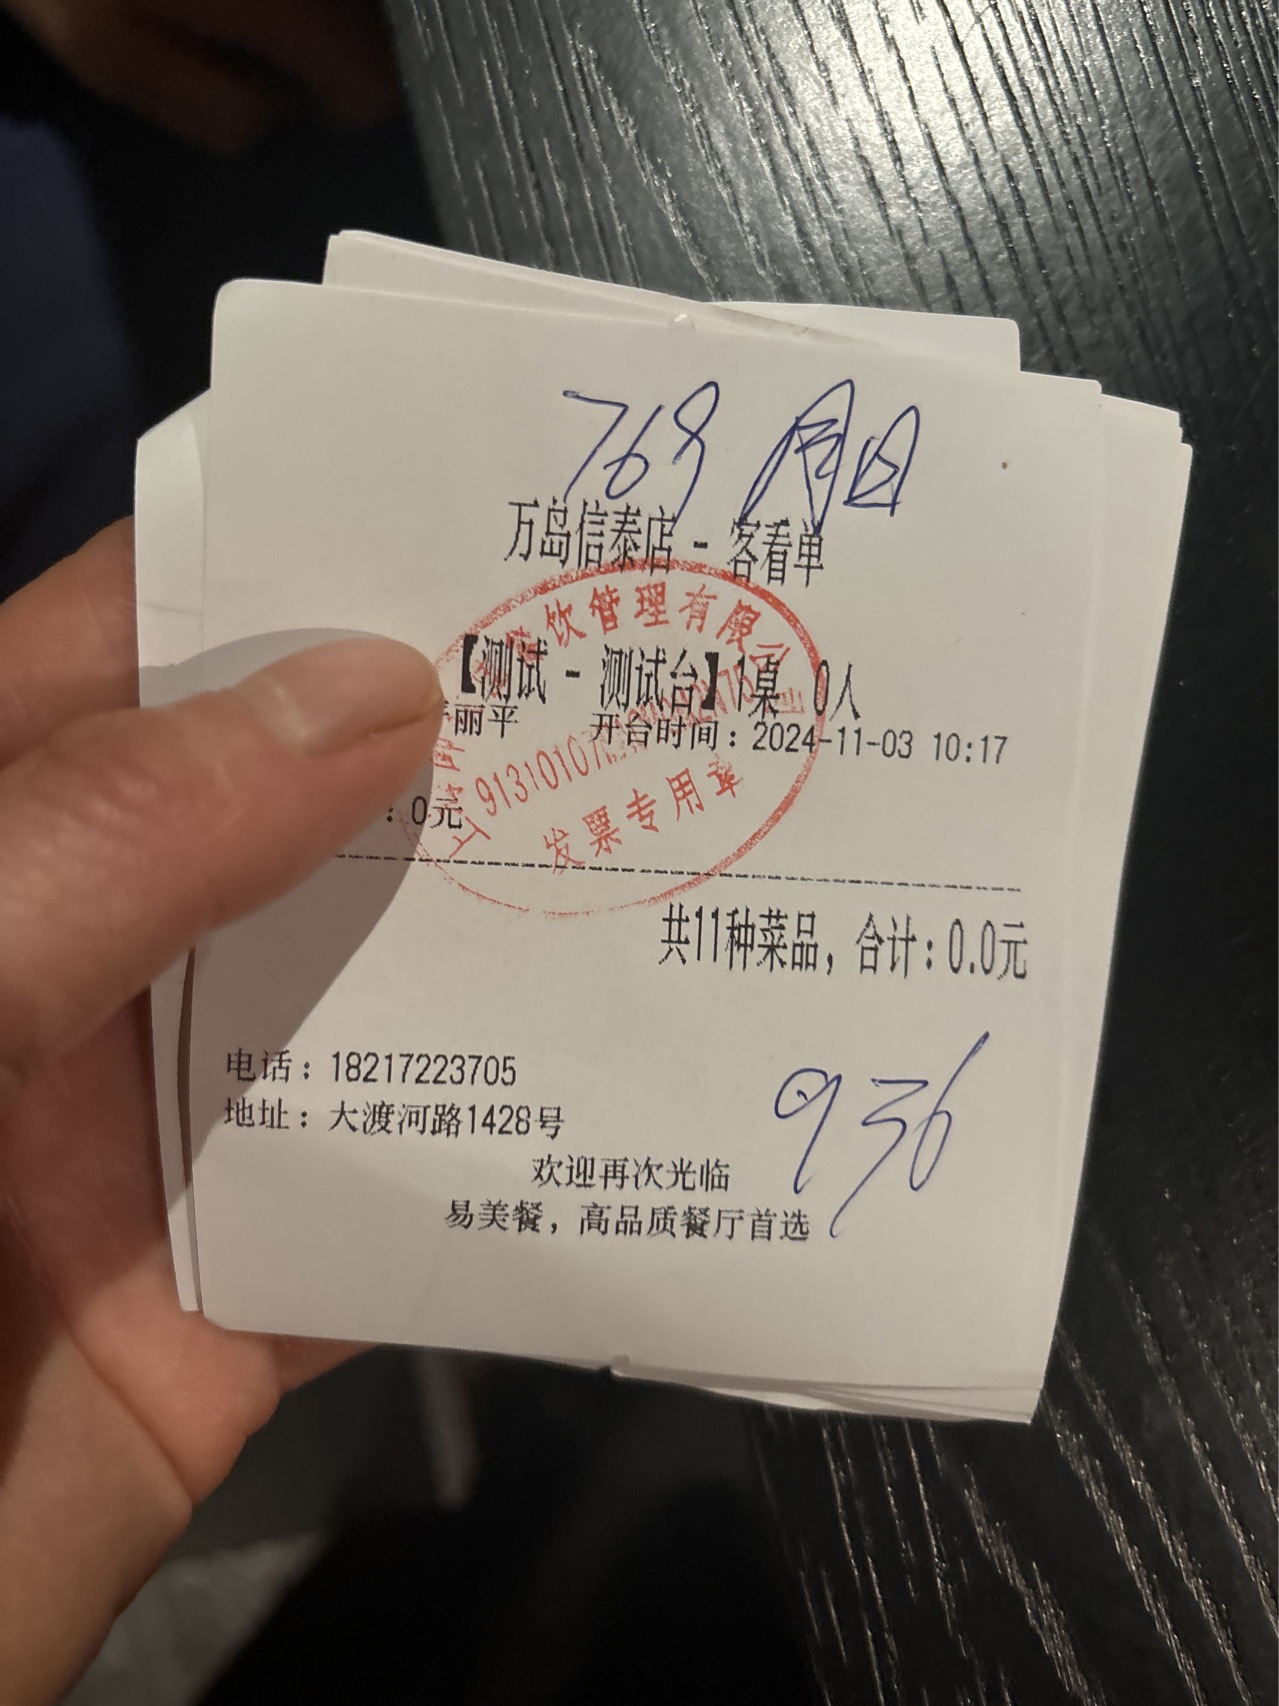 769
万岛信泰店 - 客看单
饮管理有限公
【测试 - 测试台】1桌 0人
丽平 开台时间：2024-11-03 10:17
9131010
: 0元
发票专用章
共11种菜品，合计：0.0元
电话：18217223705
936
地址：大渡河路1428号
欢迎再次光临
易美餐，高品质餐厅首选